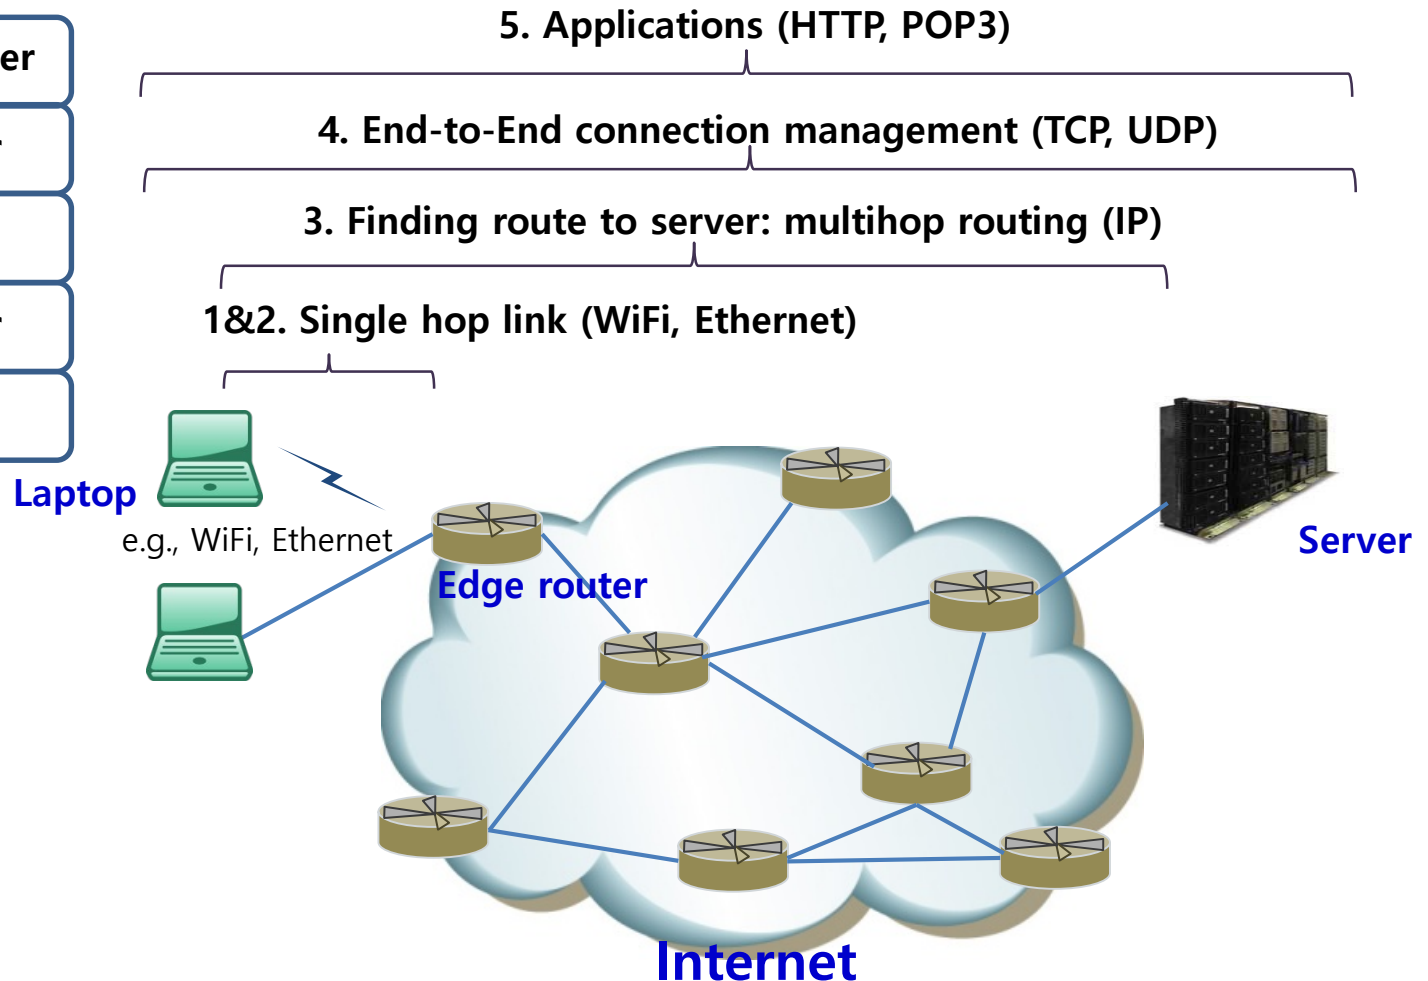 5. Applications (HTTP, POP3)
er
4. End-to-End connection management (TCP, UDP)
3. Finding route to server: multihop routing (IP)
1&2. Single hop link (WiFi, Ethernet)
Laptop
e.g., WiFi, Ethernet
Server
Edge router
Internet